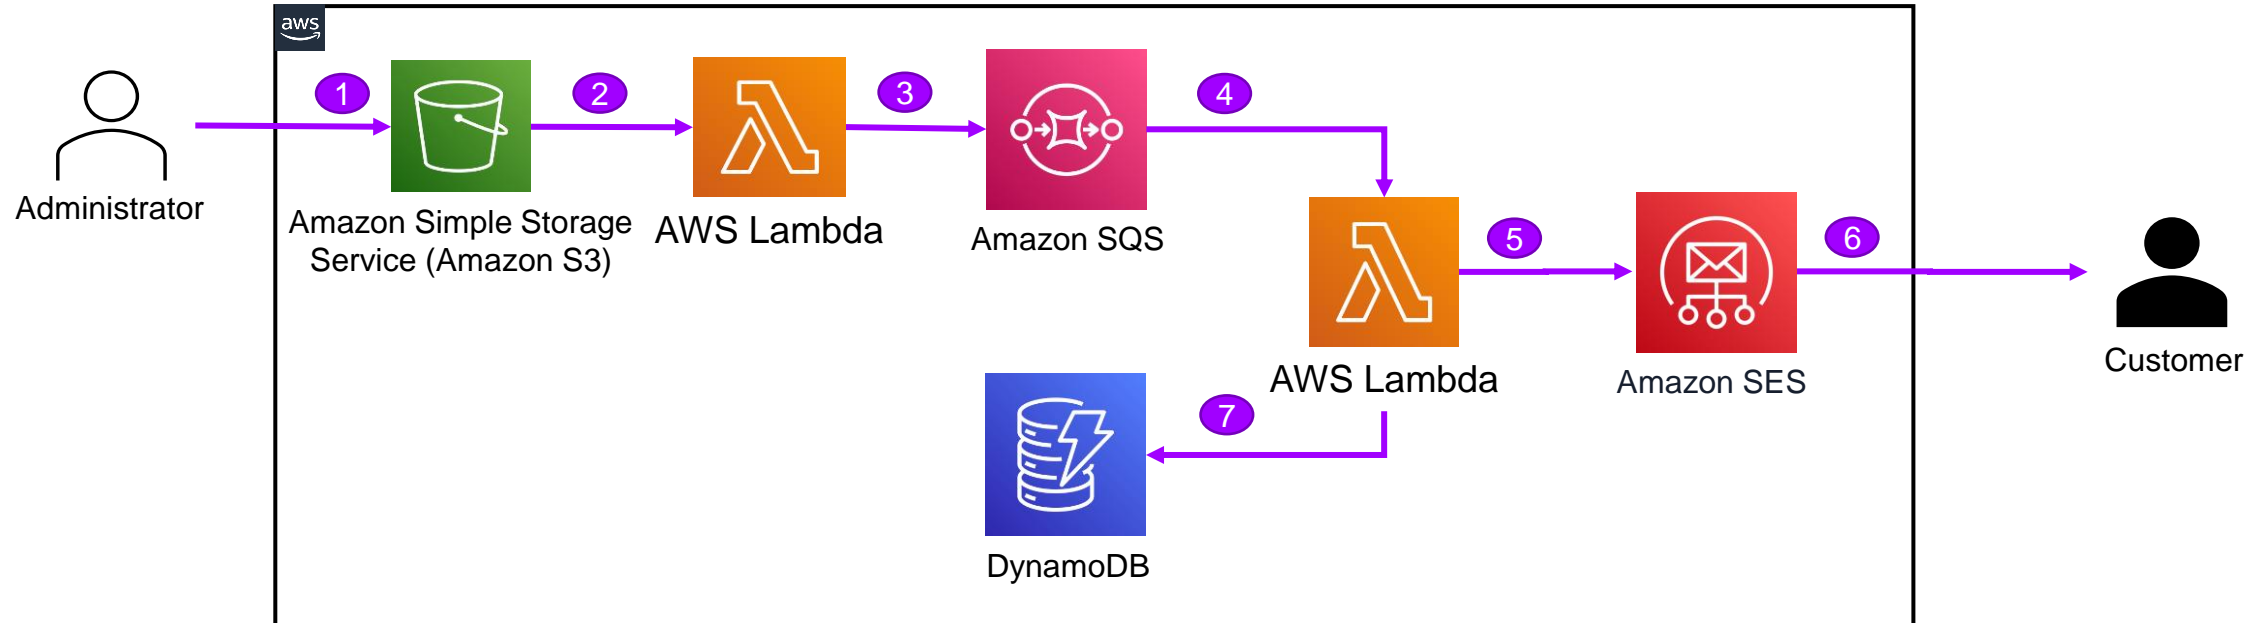 aws
1
2
3
4
Administrator
Amazon Simple Storage
Service (Amazon S3)
AWS Lambda
Amazon SQS
5
6
AWS Lambda
Amazon SES
Customer
7
DynamoDB